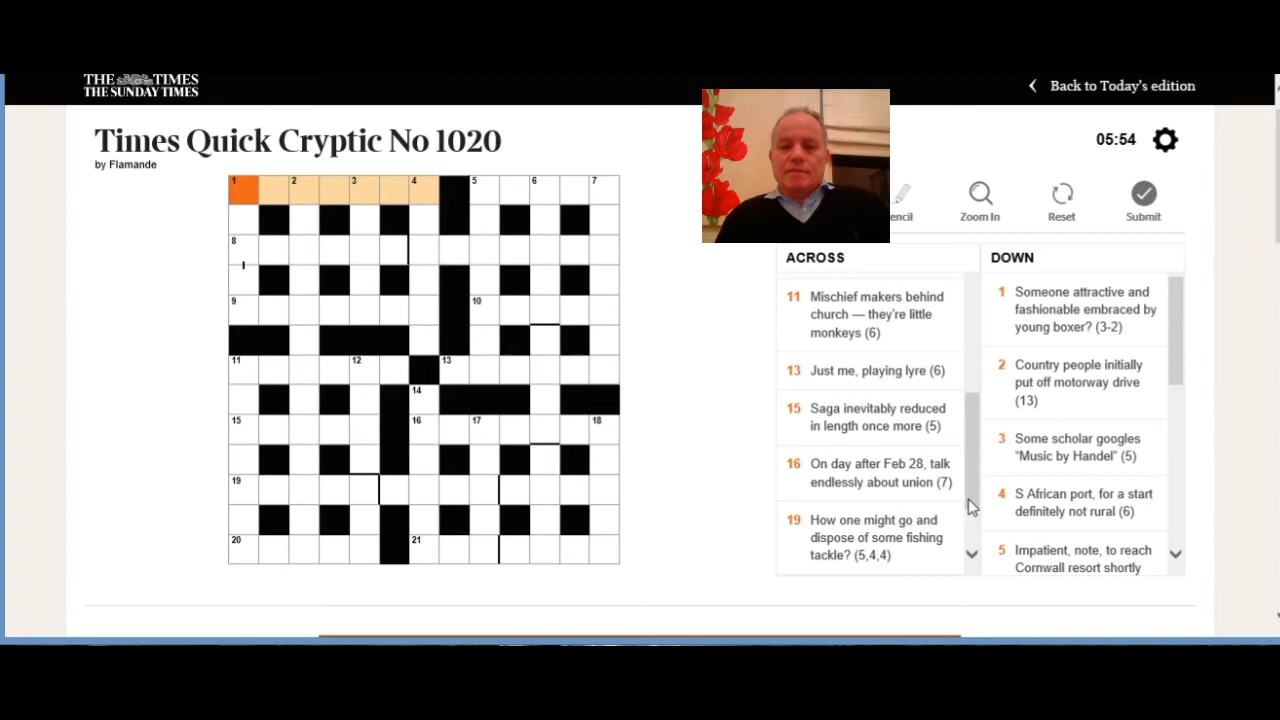 THE TIMES
THE SUNDAY TIMES
Back to Today's edition
Times Quick Cryptic No 1020
by Flamande
05:54
encil
Zoom In
Reset
Submit
1 2 3 4 5 6 7
8
9 10
11 12 13
14
15 16 17 18
19
20 21
ACROSS
11 Mischief makers behind
church — they're little
monkeys (6)
13 Just me, playing lyre (6)
15 Saga inevitably reduced
in length once more (5)
16 On day after Feb 28, talk
endlessly about union (7)
19 How one might go and
dispose of some fishing
tackle? (5,4,4)
DOWN
1 Someone attractive and
fashionable embraced by
young boxer? (3-2)
2 Country people initially
put off motorway drive
(13)
3 Some scholar googles
“Music by Handel” (5)
4 S African port, for a start
definitely not rural (6)
5 Impatient, note, to reach
Cornwall resort shortly